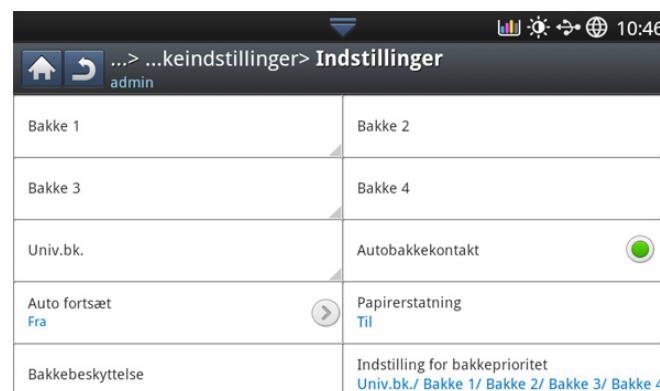 10:46
...> ...keindstillinger> Indstillinger
admin
Bakke 1
Bakke 2
Bakke 3
Bakke 4
Univ.bk.
Autobakkekontakt
Auto fortsæt
Fra
Papirerstatning
Til
Bakkebeskyttelse
Indstilling for bakkeprioritet
Univ.bk./ Bakke 1/ Bakke 2/ Bakke 3/ Bakke 4